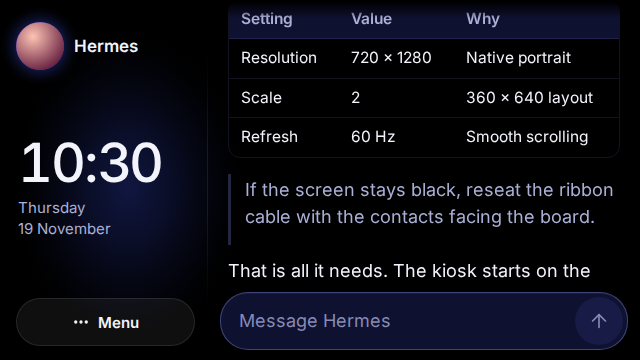 Hermes
10:30
Thursday
19 November
••• Menu
Setting Value Why
Resolution 720 × 1280 Native portrait
Scale 2 360 × 640 layout
Refresh 60 Hz Smooth scrolling
If the screen stays black, reseat the ribbon
cable with the contacts facing the board.
That is all it needs. The kiosk starts on the
Message Hermes